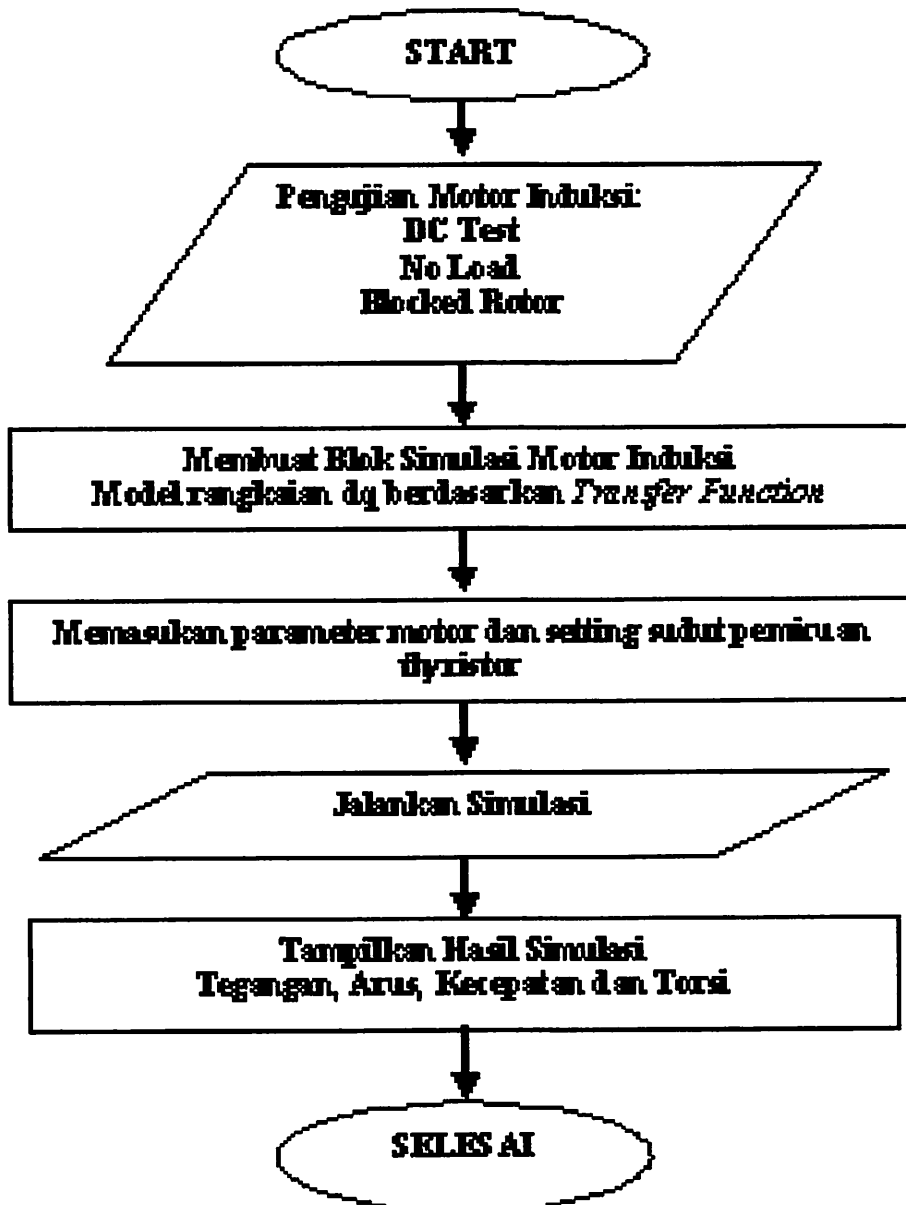 START
Pengujian Motor Induksi:
DC Test
No Load
Blocked Rotor
Membuat Blok Simulasi Motor Induksi
Model rangkaian dq berdasarkan Transfer Function
Memasukan parameter motor dan setting sudut pemicuan
thyristor
Jalankan Simulasi
Tampilkan Hasil Simulasi
Tegangan, Arus, Kecepatan dan Torsi
SELESAI